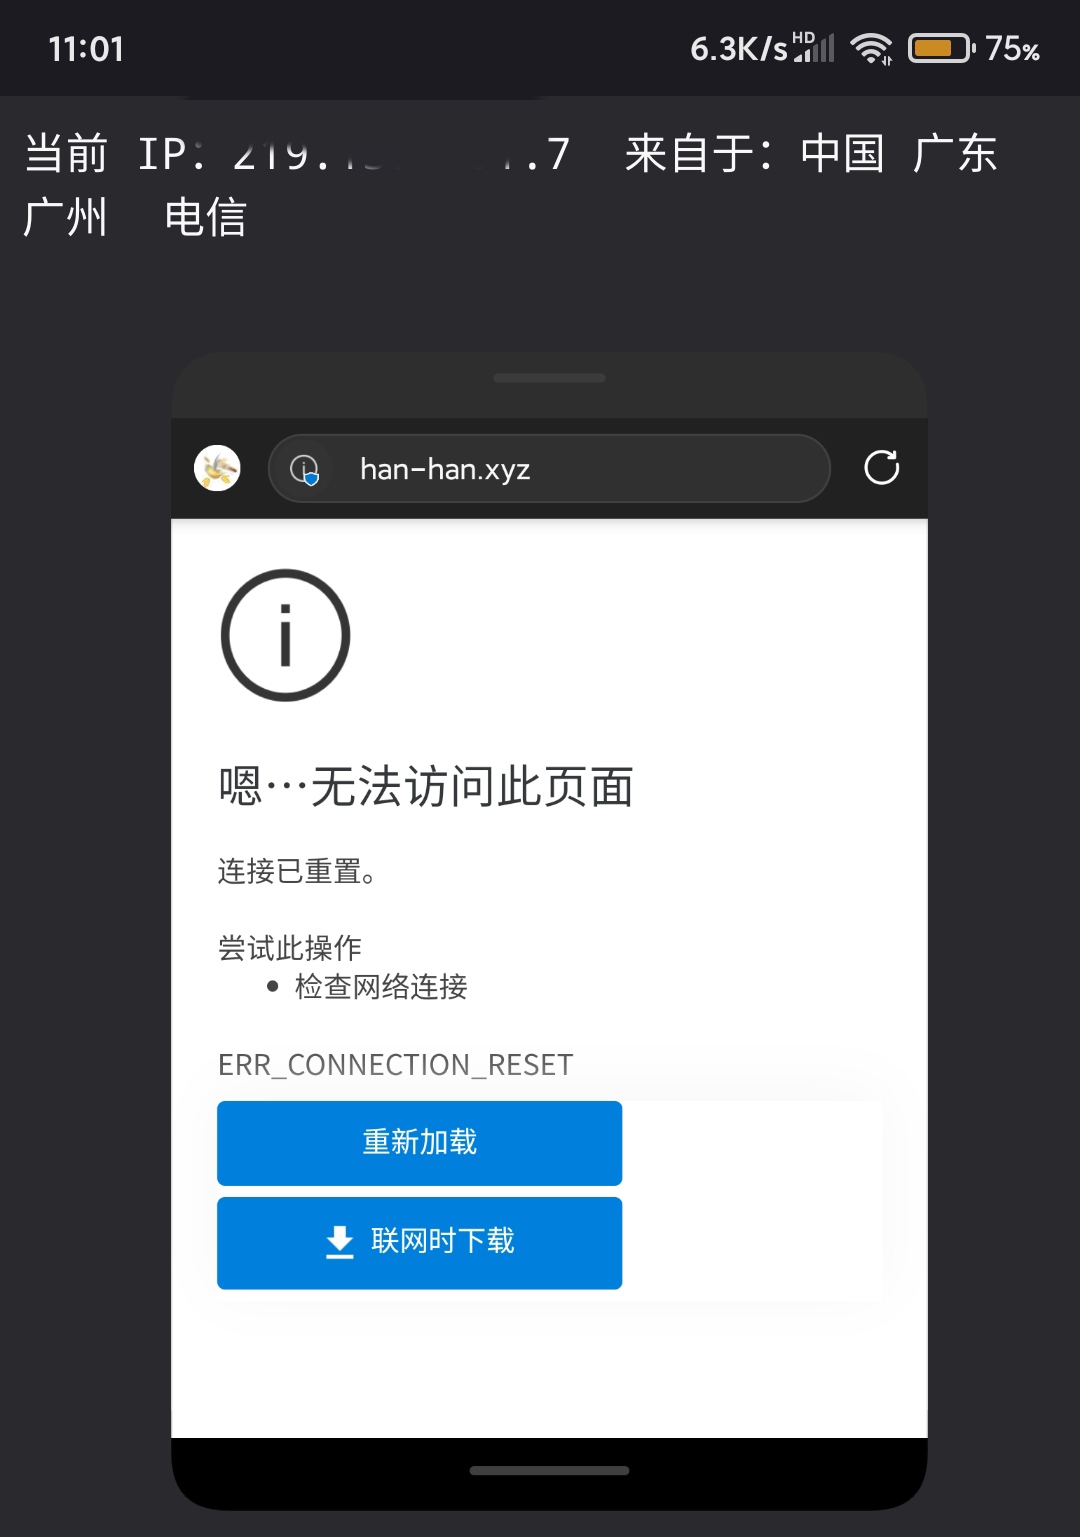 11:01 6.3K/s HD 75%
当前 IP: 219. .7 来自于: 中国 广东
广州 电信
han-han.xyz
嗯…无法访问此页面
连接已重置。
尝试此操作
• 检查网络连接
ERR_CONNECTION_RESET
重新加载
联网时下载